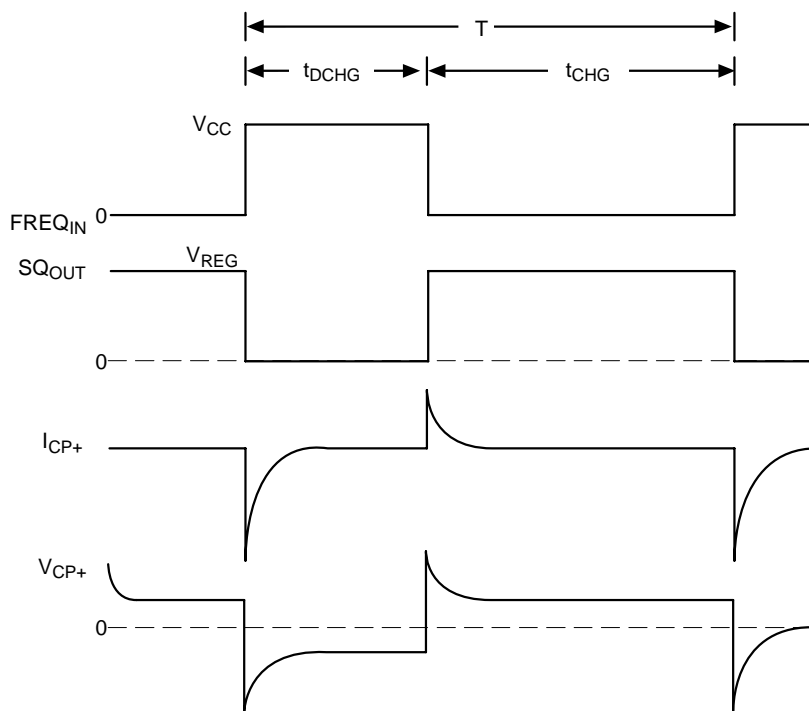 T
tDCHG
tCHG
VCC
0
FREQIN
VREG
SQOUT
0
ICP+
VCP+
0